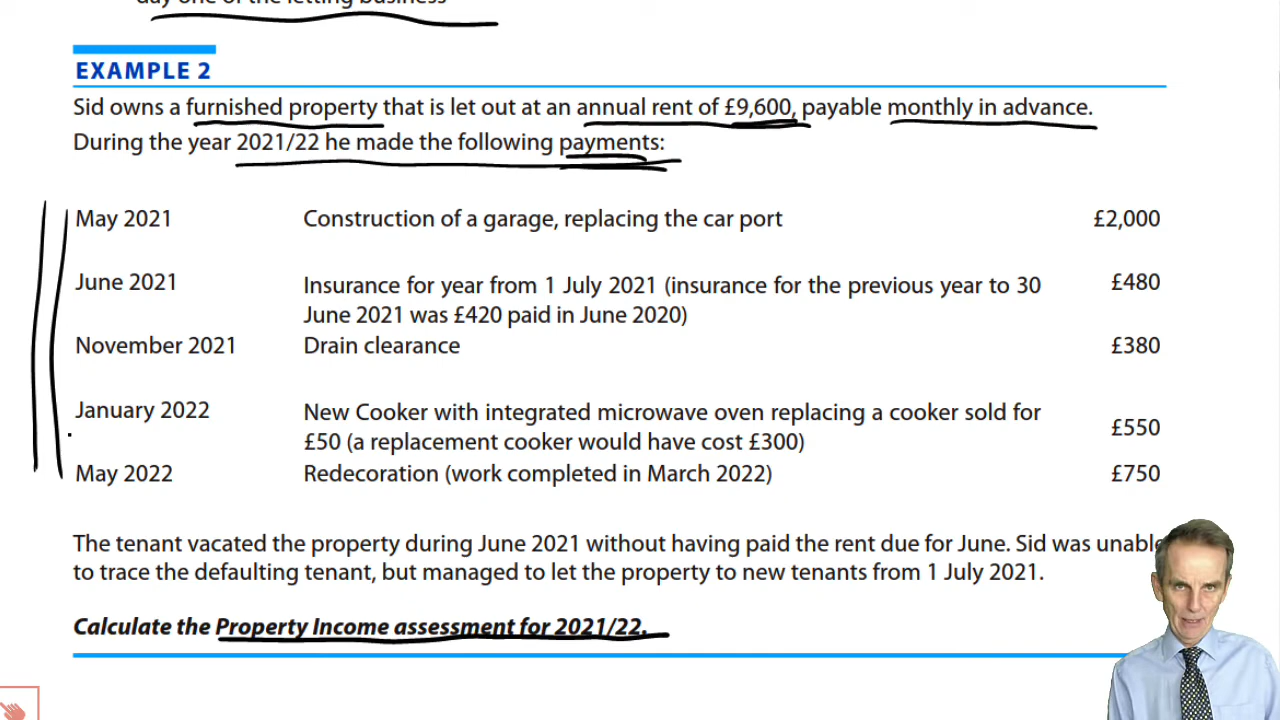 day one of the letting business
EXAMPLE 2
Sid owns a furnished property that is let out at an annual rent of £9,600, payable monthly in advance.
During the year 2021/22 he made the following payments:
May 2021 Construction of a garage, replacing the car port £2,000
June 2021 Insurance for year from 1 July 2021 (insurance for the previous year to 30 £480
June 2021 was £420 paid in June 2020)
November 2021 Drain clearance £380
January 2022 New Cooker with integrated microwave oven replacing a cooker sold for £550
£50 (a replacement cooker would have cost £300)
May 2022 Redecoration (work completed in March 2022) £750
The tenant vacated the property during June 2021 without having paid the rent due for June. Sid was unable
to trace the defaulting tenant, but managed to let the property to new tenants from 1 July 2021.
Calculate the Property Income assessment for 2021/22.